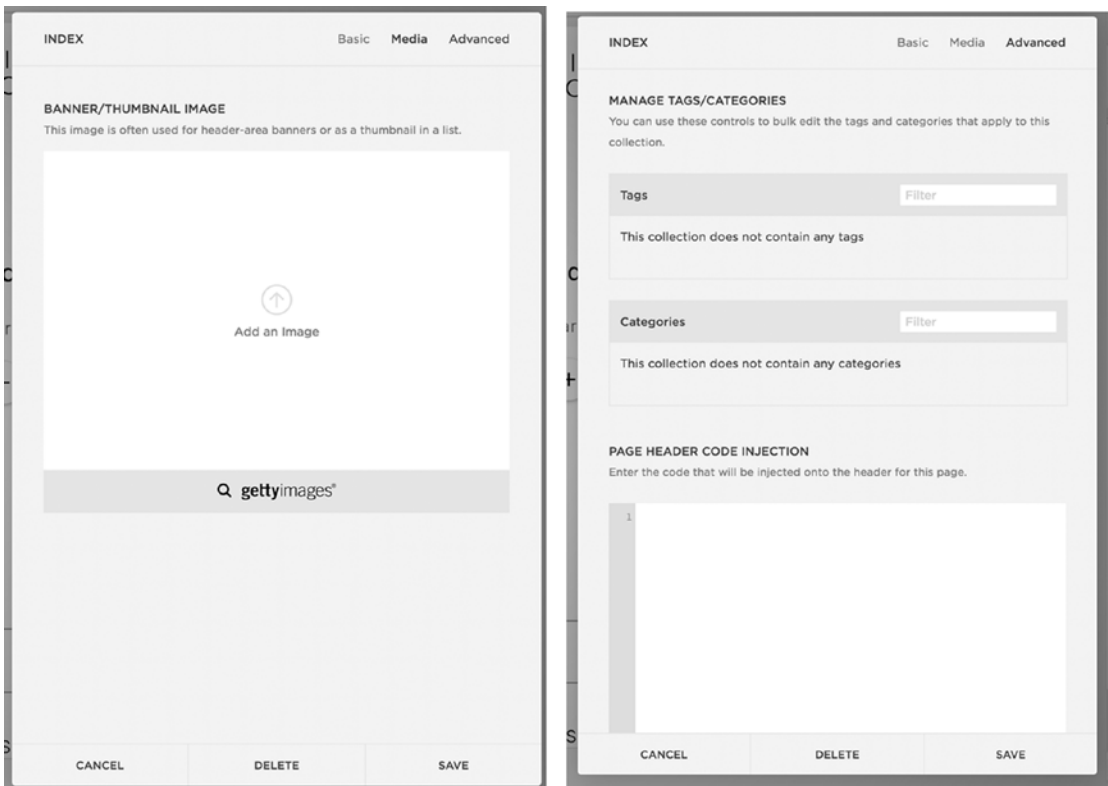 INDEX
Basic Media Advanced
BANNER/THUMBNAIL IMAGE
This image is often used for header-area banners or as a thumbnail in a list.
Add an Image
gettyimages®
CANCEL DELETE SAVE
INDEX
Basic Media Advanced
MANAGE TAGS/CATEGORIES
You can use these controls to bulk edit the tags and categories that apply to this
collection.
Tags Filter
This collection does not contain any tags
Categories Filter
This collection does not contain any categories
PAGE HEADER CODE INJECTION
Enter the code that will be injected onto the header for this page.
1
CANCEL DELETE SAVE